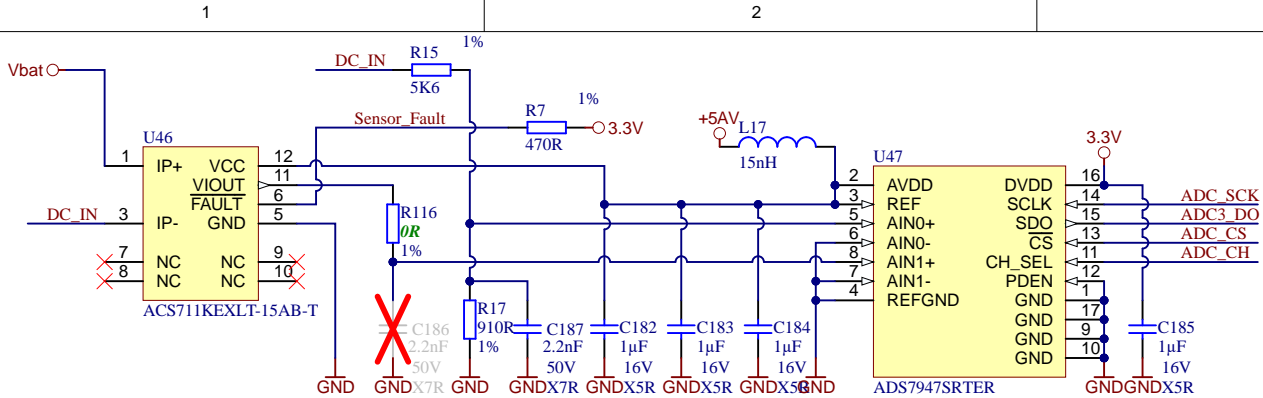 1
2
Vbat
DC_IN
R15
1%
5K6
Sensor_Fault
R7
1%
470R
3.3V
+5AV
L17
15nH
3.3V
U46
1
IP+
VCC
12
VIOUT
11
FAULT
6
DC_IN
3
IP-
GND
5
7
NC
NC
9
8
NC
NC
10
ACS711KEXLT-15AB-T
R116
0R
1%
C186
2.2nF
50V
X7R
GND
GND
R17
910R
1%
GND
C187
2.2nF
50V
X7R
GND
C182
1µF
16V
X5R
GND
C183
1µF
16V
X5R
GND
C184
1µF
16V
X5R
GND
GND
U47
2
AVDD
DVDD
16
3
REF
SCLK
14
ADC_SCK
5
AIN0+
SDO
15
ADC3_DO
6
AIN0-
CS
13
ADC_CS
8
AIN1+
CH_SEL
11
ADC_CH
7
AIN1-
PDEN
12
4
REFGND
GND
1
GND
17
GND
9
GND
10
ADS7947SRTER
GND
C185
1µF
16V
X5R
GND